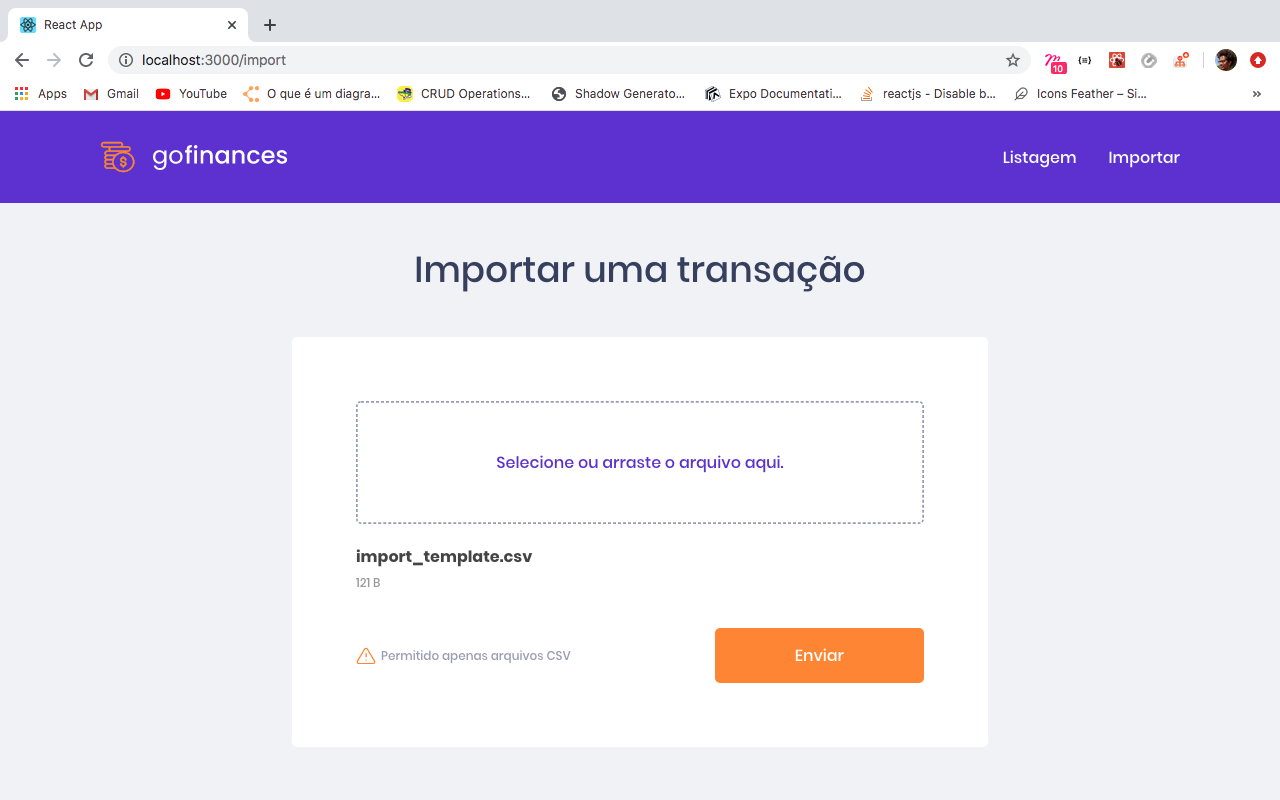 React App
localhost:3000/import
10
Apps Gmail YouTube O que é um diagra... CRUD Operations... Shadow Generato... Expo Documentati... reactjs - Disable b... Icons Feather – Si... »
gofinances Listagem Importar
Importar uma transação
Selecione ou arraste o arquivo aqui.
import_template.csv
121 B
Permitido apenas arquivos CSV Enviar